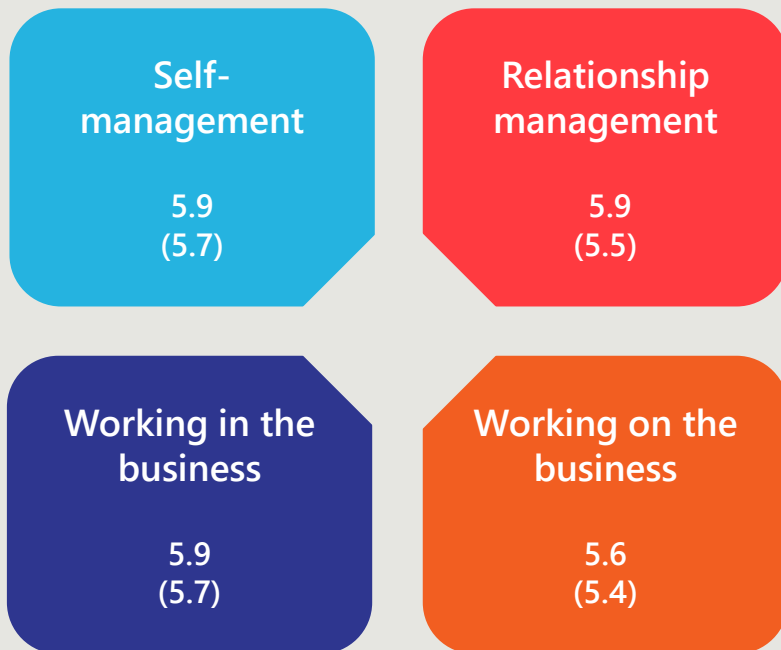 Self-
management
5.9
(5.7)
Relationship
management
5.9
(5.5)
Working in the
business
5.9
(5.7)
Working on the
business
5.6
(5.4)